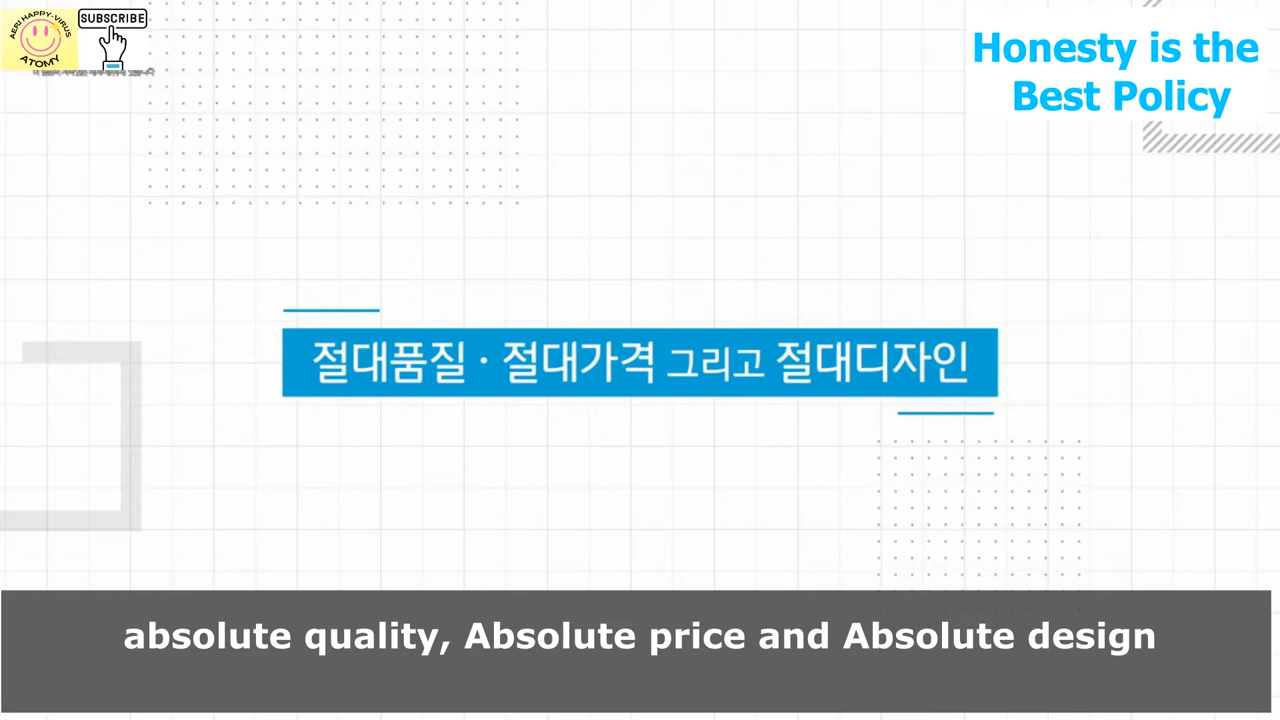 AERI HAPPY-VIRUS
ATOMY
SUBSCRIBE
Honesty is the
Best Policy
절대품질 · 절대가격 그리고 절대디자인
absolute quality, Absolute price and Absolute design